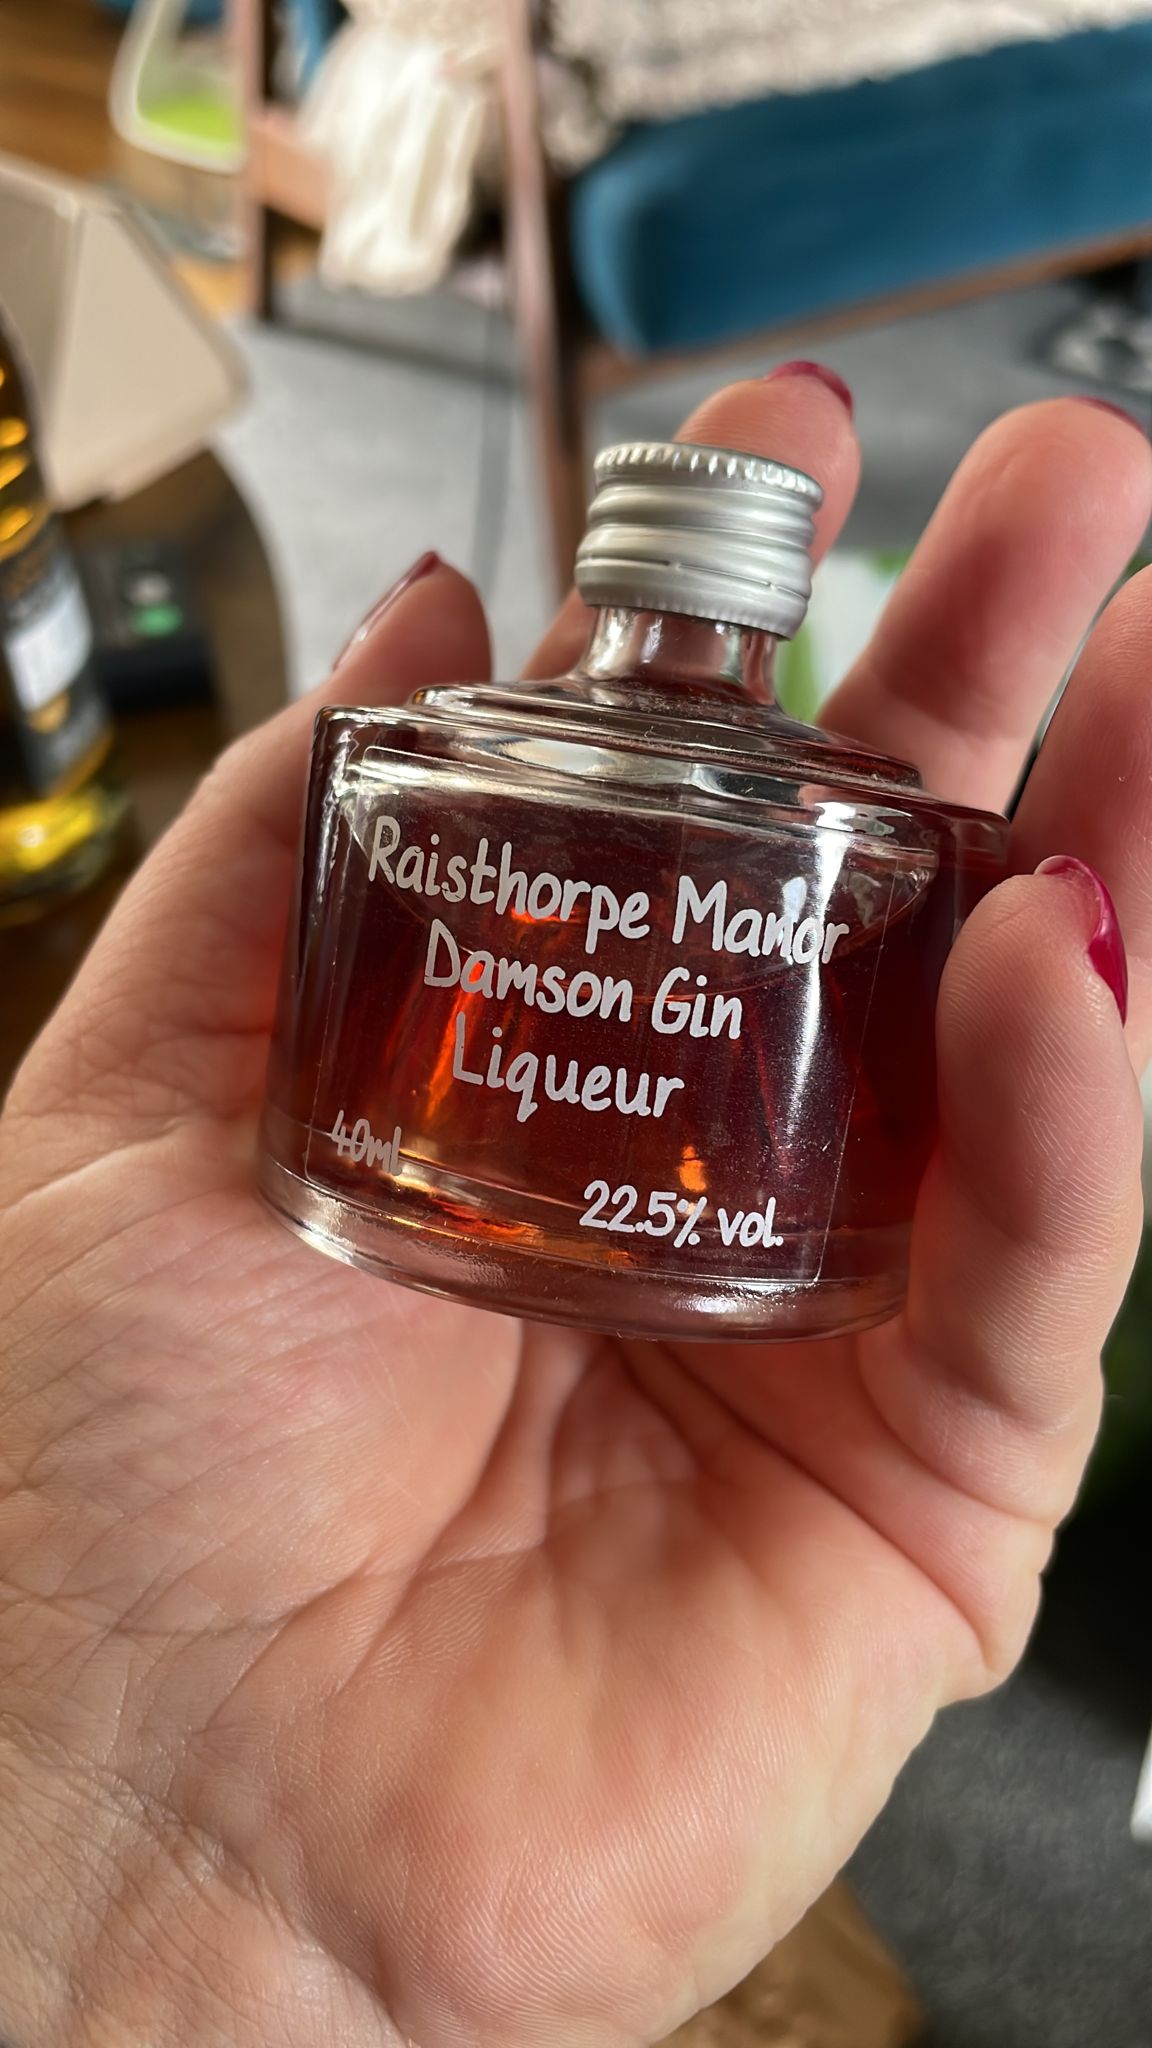 Raisthorpe Manor
Damson Gin
Liqueur
40ml
22.5% vol.